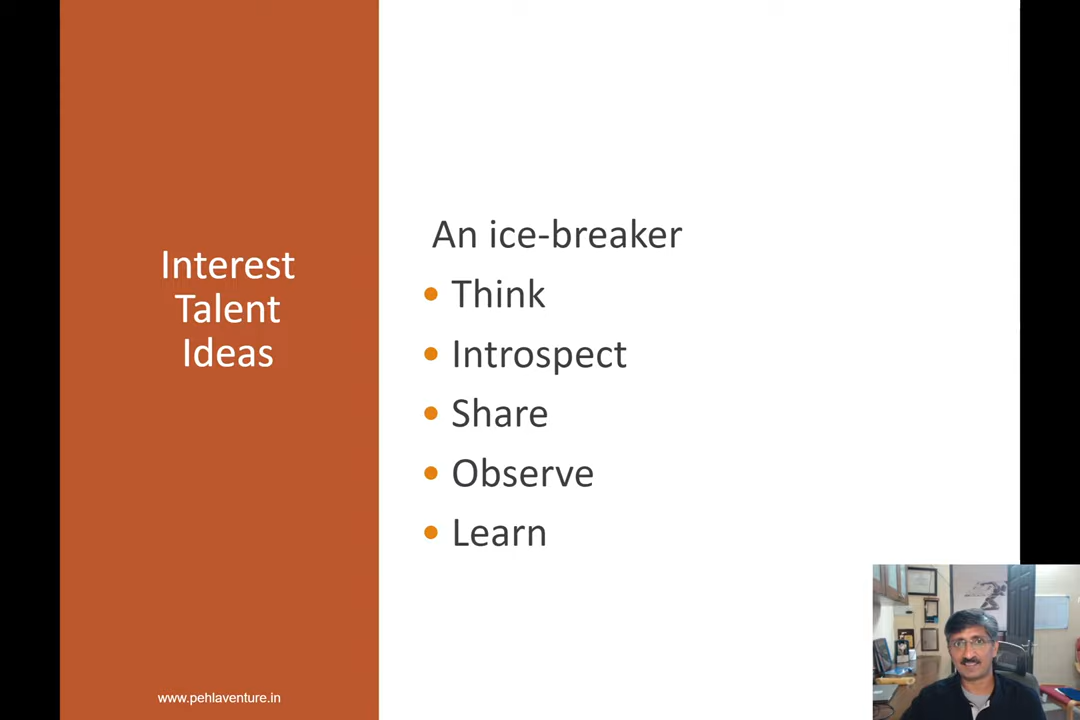 Interest
Talent
Ideas
www.pehlaventure.in
An ice-breaker
• Think
• Introspect
• Share
• Observe
• Learn